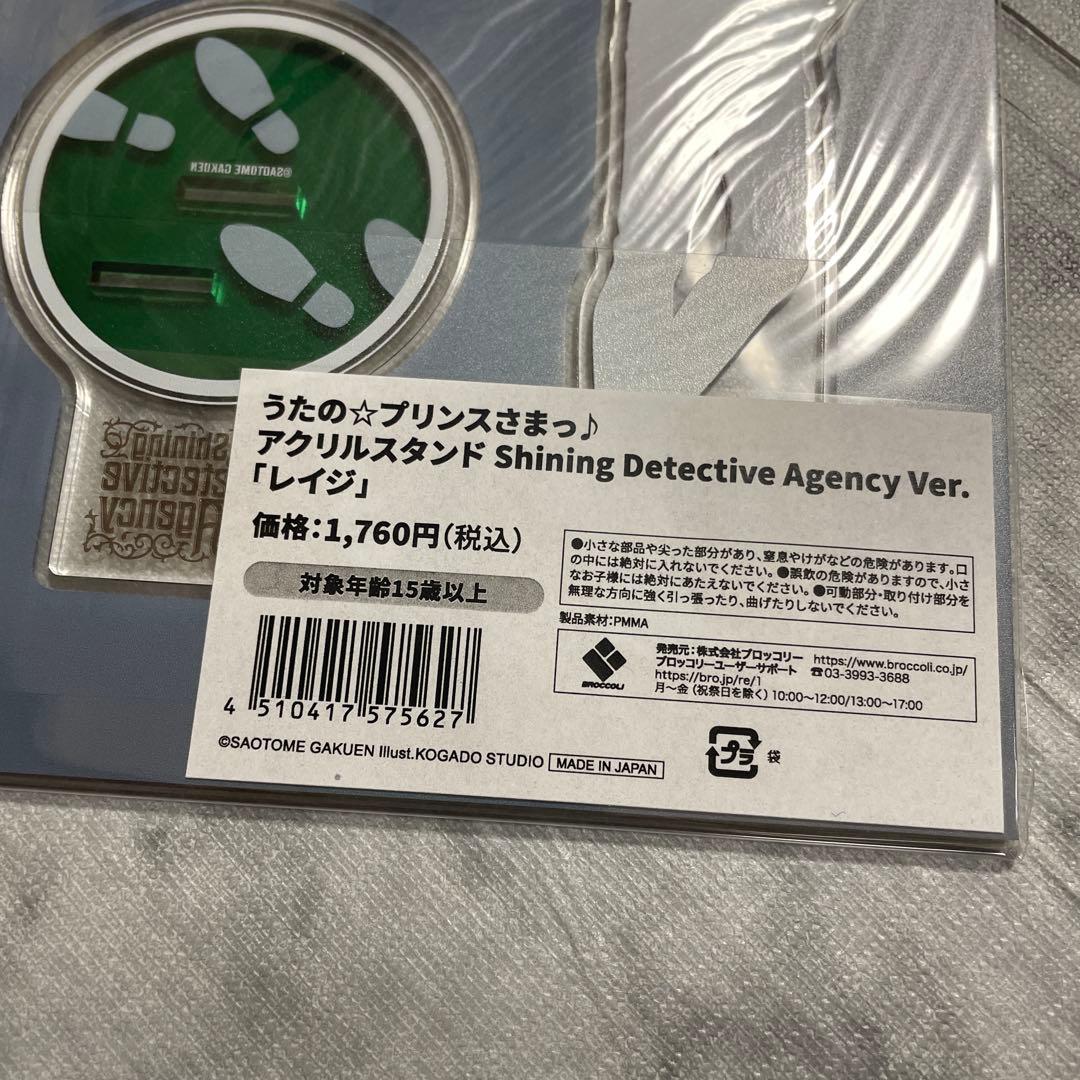 ©SAOTOME GAKUEN
Shining
Detective
Agency
うたの☆プリンスさまっ♪
アクリルスタンド Shining Detective Agency Ver.
「レイジ」
価格:1,760円(税込)
対象年齢15歳以上
●小さな部品や尖った部分があり、窒息やけがなどの危険があります。口
の中には絶対に入れないでください。●誤飲の危険がありますので、小さ
なお子様には絶対にあたえないでください。●可動部分・取り付け部分を
無理な方向に強く引っ張ったり、曲げたりしないでください。
製品素材:PMMA
BROCCOLI
発売元:株式会社ブロッコリー https://www.broccoli.co.jp/
ブロッコリーユーザーサポート ☎03-3993-3688
https://bro.jp/re/1
月~金(祝祭日を除く)10:00~12:00/13:00~17:00
4 510417 575627
©SAOTOME GAKUEN Illust.KOGADO STUDIO MADE IN JAPAN
プラ 袋